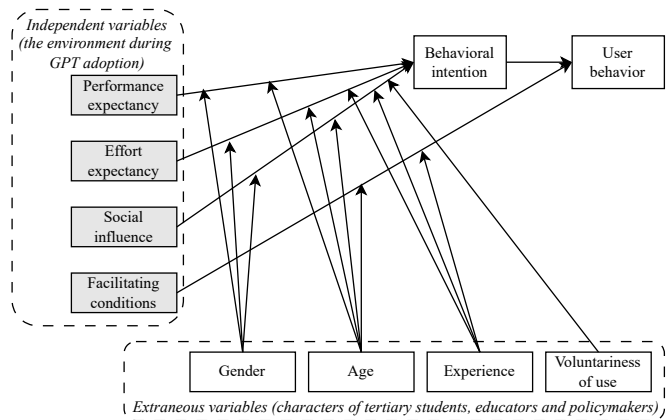 Independent variables
(the environment during
GPT adoption)
Performance
expectancy
Effort
expectancy
Social
influence
Facilitating
conditions
Behavioral
intention
User
behavior
Gender
Age
Experience
Voluntariness
of use
Extraneous variables (characters of tertiary students, educators and policymakers)